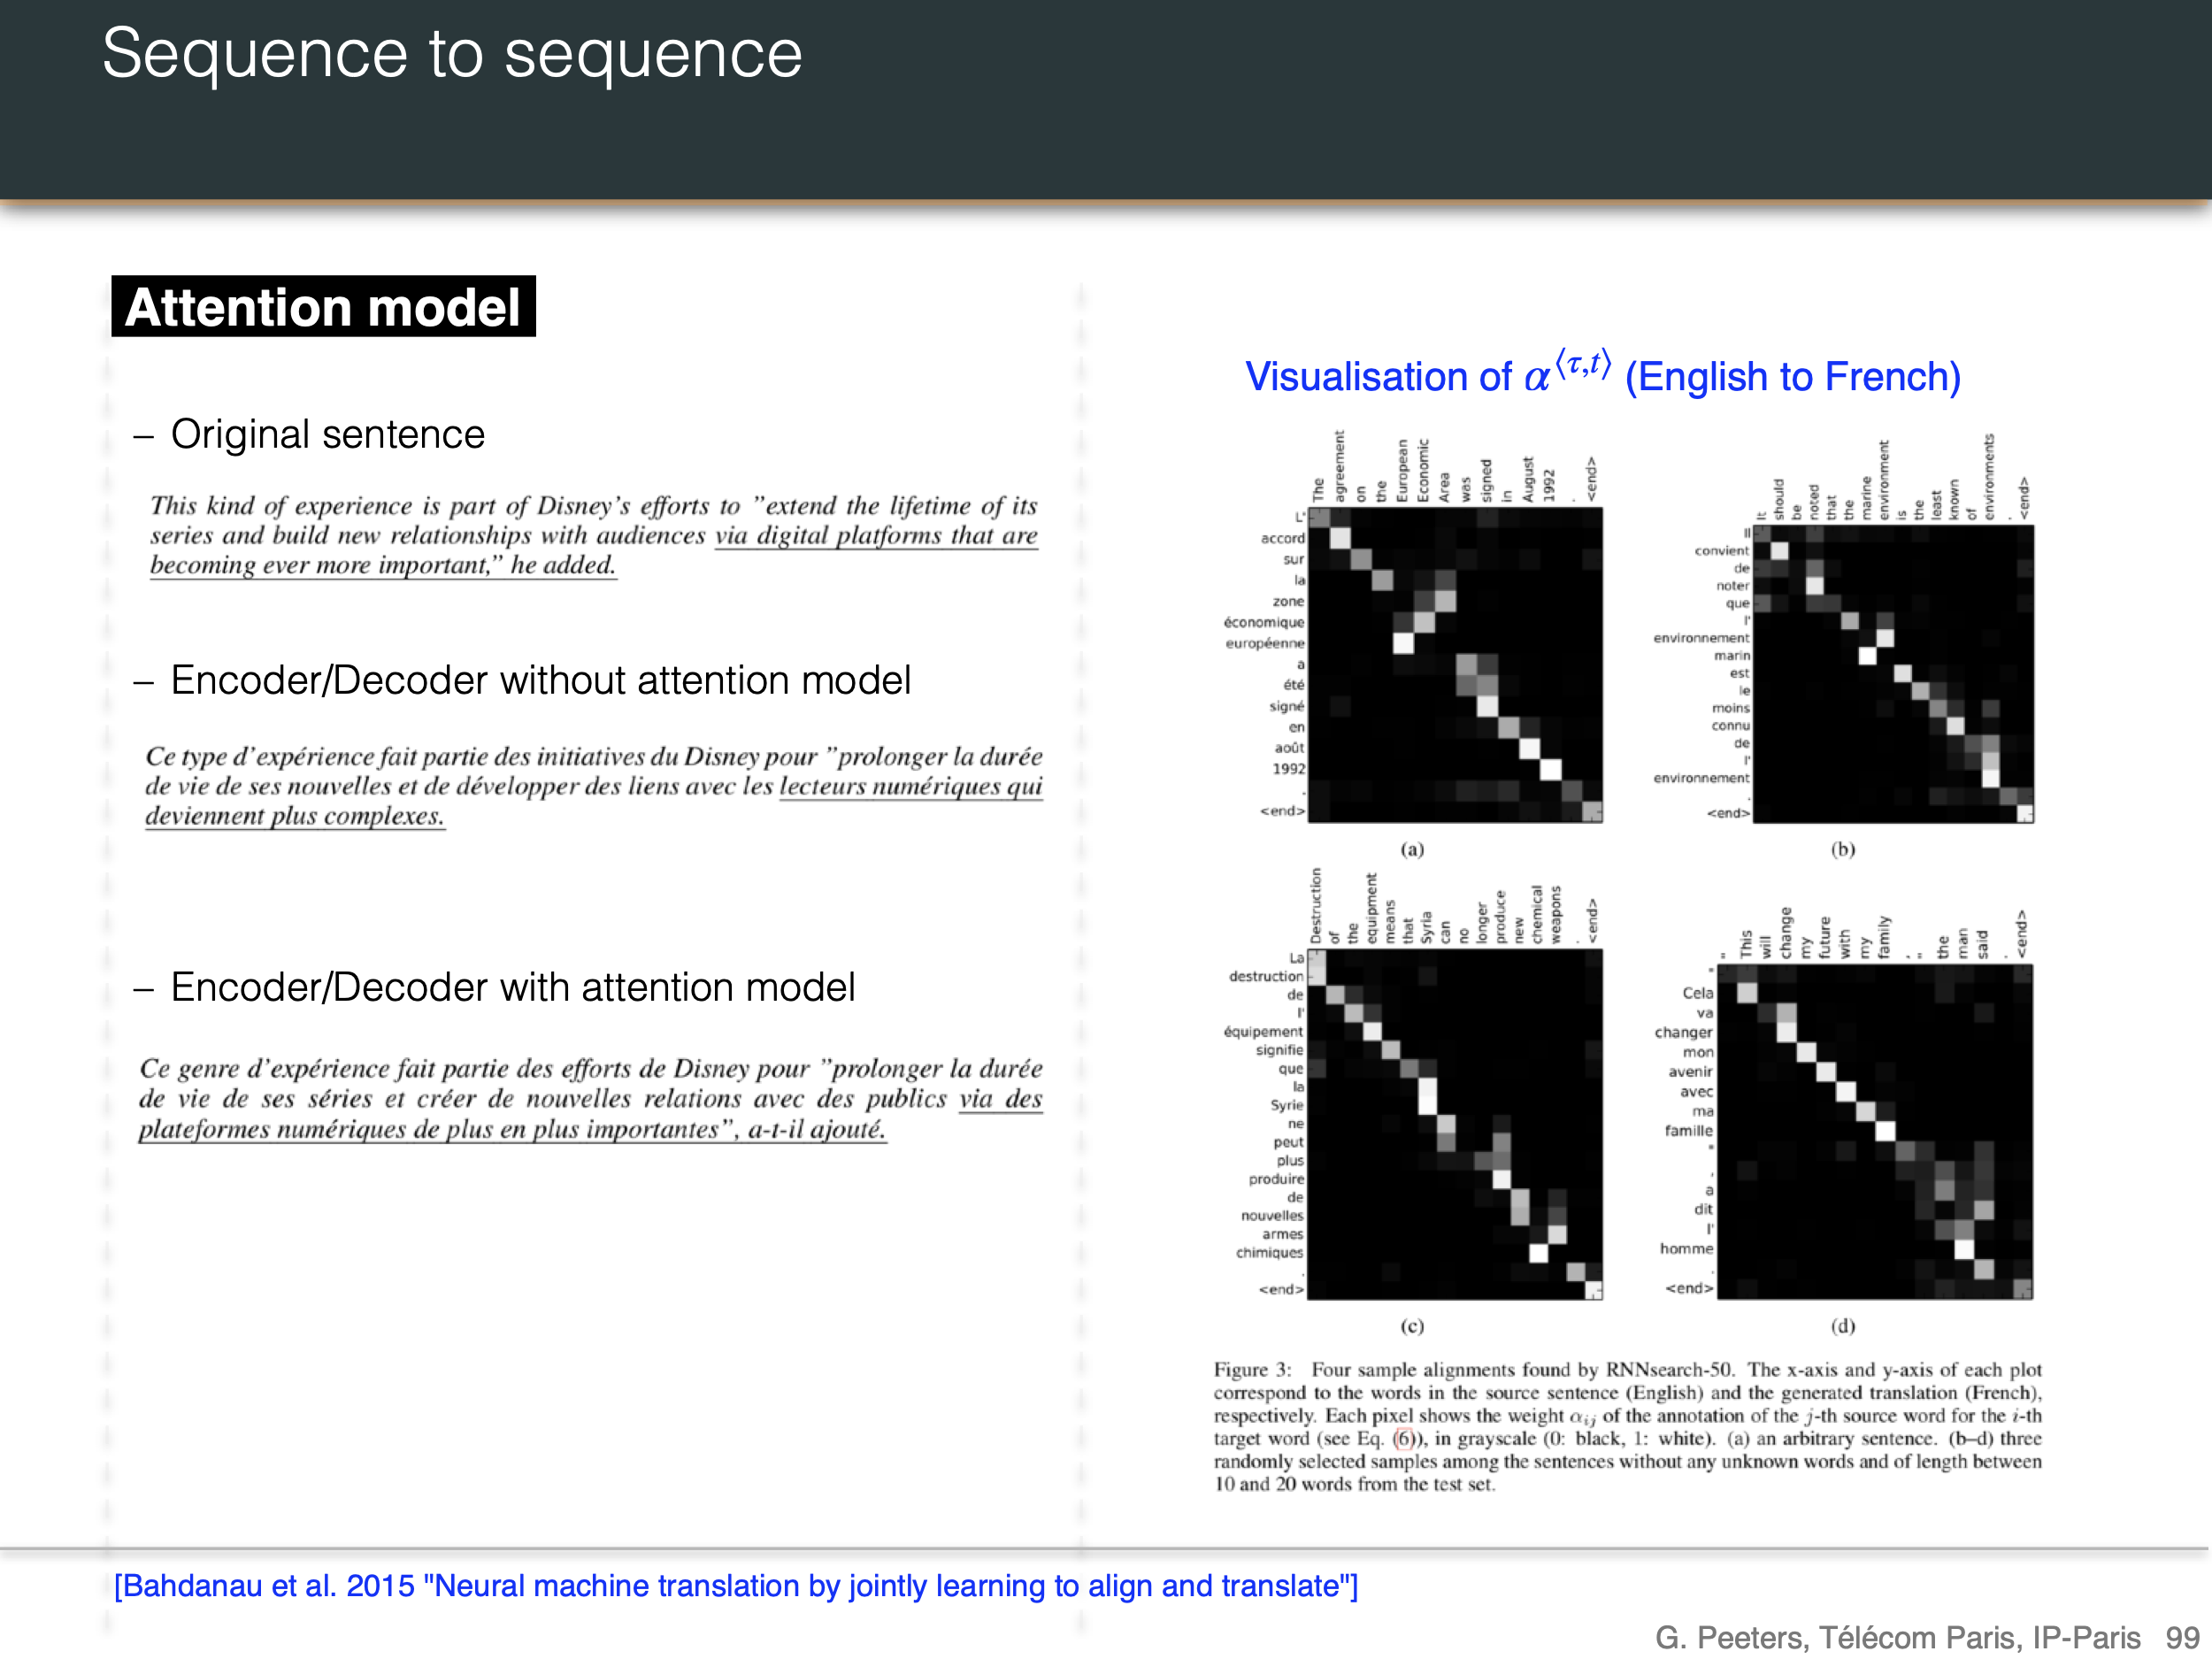 Sequence to sequence
Attention model
– Original sentence
This kind of experience is part of Disney's efforts to "extend the lifetime of its
series and build new relationships with audiences via digital platforms that are
becoming ever more important," he added.
– Encoder/Decoder without attention model
Ce type d'expérience fait partie des initiatives du Disney pour "prolonger la durée
de vie de ses nouvelles et de développer des liens avec les lecteurs numériques qui
deviennent plus complexes.
– Encoder/Decoder with attention model
Ce genre d'expérience fait partie des efforts de Disney pour "prolonger la durée
de vie de ses séries et créer de nouvelles relations avec des publics via des
plateformes numériques de plus en plus importantes", a-t-il ajouté.
Visualisation of α⟨τ,t⟩ (English to French)
The agreement on the European Economic Area was signed in August 1992 . <end>
L'
accord
sur
la
zone
économique
européenne
a
été
signé
en
août
1992
.
<end>
(a)
It should be noted that the marine environment is the least known of environments . <end>
Il
convient
de
noter
que
l'
environnement
marin
est
le
moins
connu
de
l'
environnement
.
<end>
(b)
Destruction of the equipment means that Syria can no longer produce new chemical weapons . <end>
La
destruction
de
l'
équipement
signifie
que
la
Syrie
ne
peut
plus
produire
de
nouvelles
armes
chimiques
.
<end>
(c)
" This will change my future with my family , " the man said . <end>
"
Cela
va
changer
mon
avenir
avec
ma
famille
"
,
a
dit
l'
homme
.
<end>
(d)
Figure 3: Four sample alignments found by RNNsearch-50. The x-axis and y-axis of each plot
correspond to the words in the source sentence (English) and the generated translation (French),
respectively. Each pixel shows the weight αij of the annotation of the j-th source word for the i-th
target word (see Eq. (6)), in grayscale (0: black, 1: white). (a) an arbitrary sentence. (b–d) three
randomly selected samples among the sentences without any unknown words and of length between
10 and 20 words from the test set.
[Bahdanau et al. 2015 "Neural machine translation by jointly learning to align and translate"]
G. Peeters, Télécom Paris, IP-Paris 99